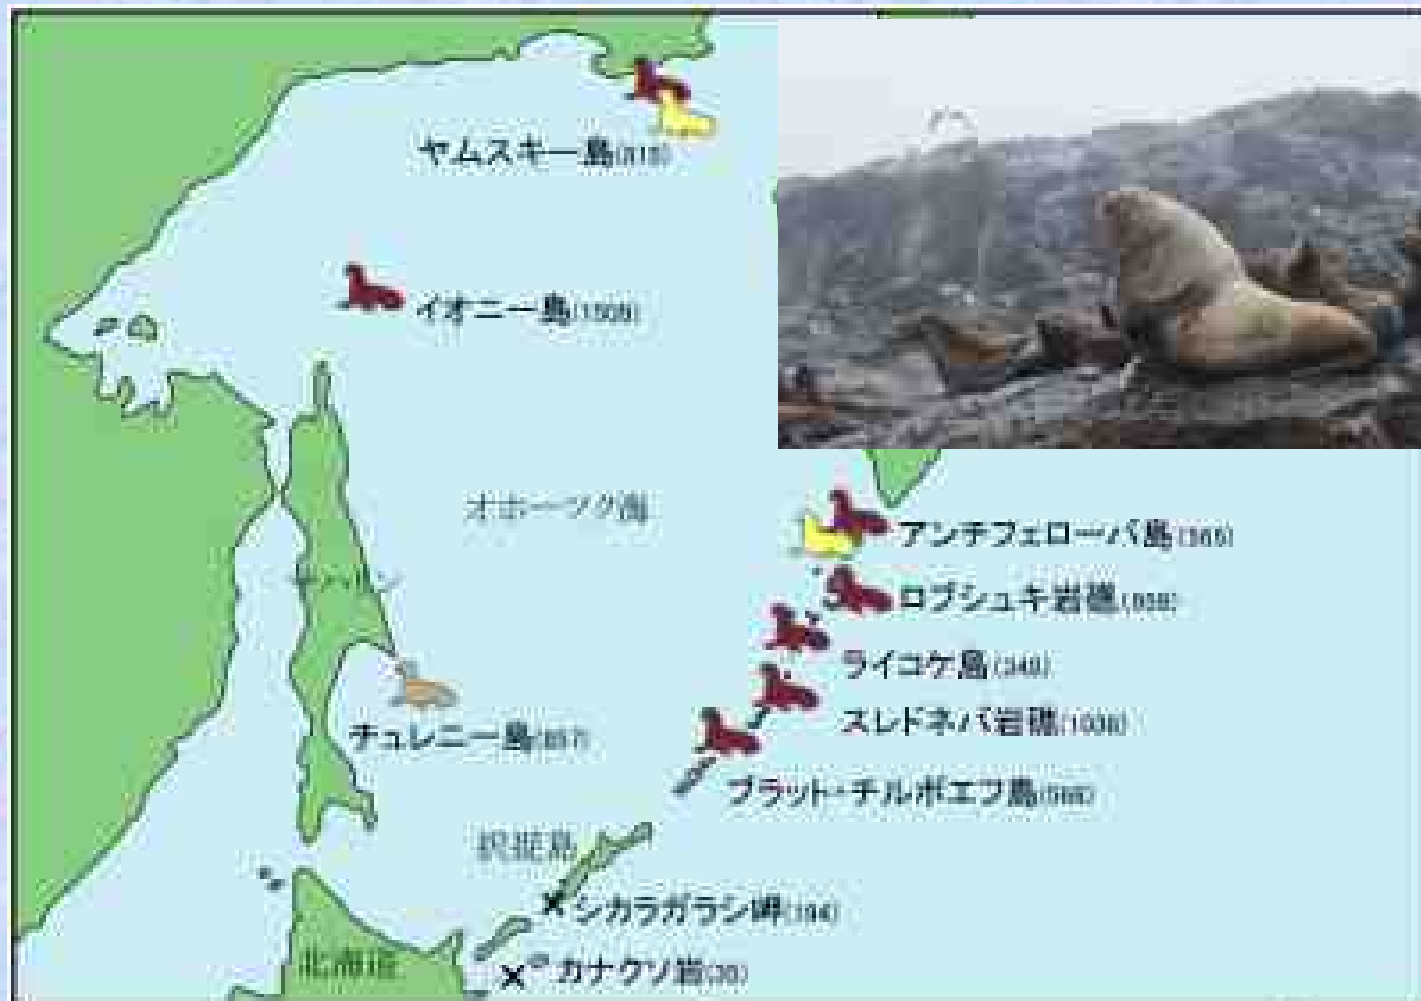 ヤムスキー島
イオニー島
オホーツク海
サハリン
アンチフェローバ島
ロブシュキ岩礁
ライコケ島
スレドネバ岩礁
チュレニー島
ブラット・チルポエフ島
択捉島
シカラガラシ岬
北海道
カナクソ岩